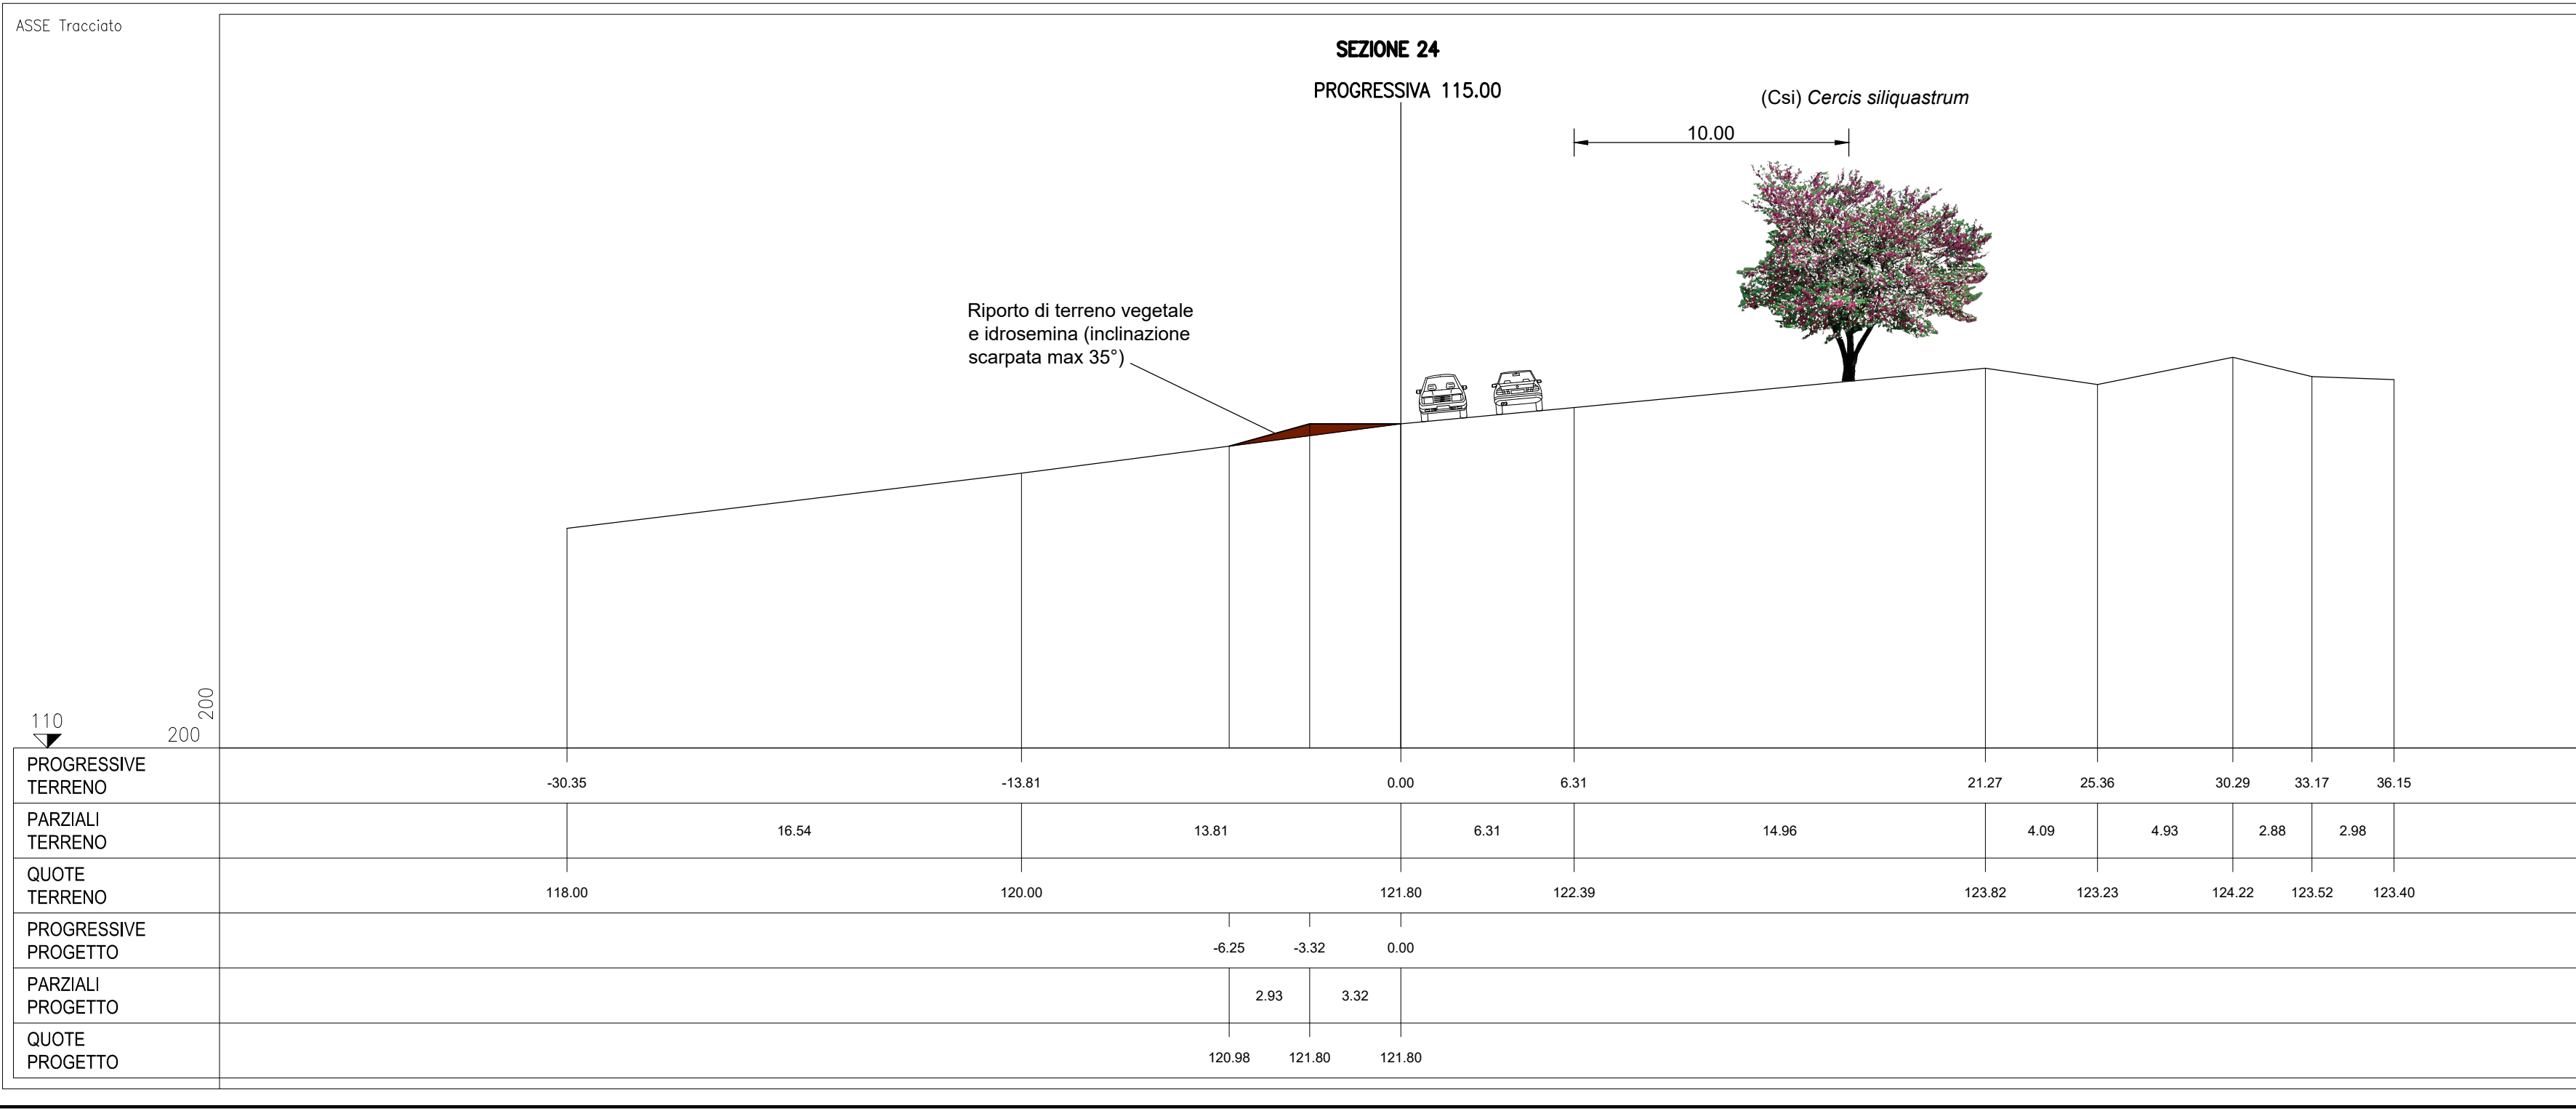 ASSE Tracciato
SEZIONE 24
PROGRESSIVA 115.00
(Csi) Cercis siliquastrum
10.00
Riporto di terreno vegetale
e idrosemina (inclinazione
scarpata max 35°)
110
200
200
PROGRESSIVE
TERRENO
-30.35 -13.81 0.00 6.31 21.27 25.36 30.29 33.17 36.15
PARZIALI
TERRENO
16.54 13.81 6.31 14.96 4.09 4.93 2.88 2.98
QUOTE
TERRENO
118.00 120.00 121.80 122.39 123.82 123.23 124.22 123.52 123.40
PROGRESSIVE
PROGETTO
-6.25 -3.32 0.00
PARZIALI
PROGETTO
2.93 3.32
QUOTE
PROGETTO
120.98 121.80 121.80